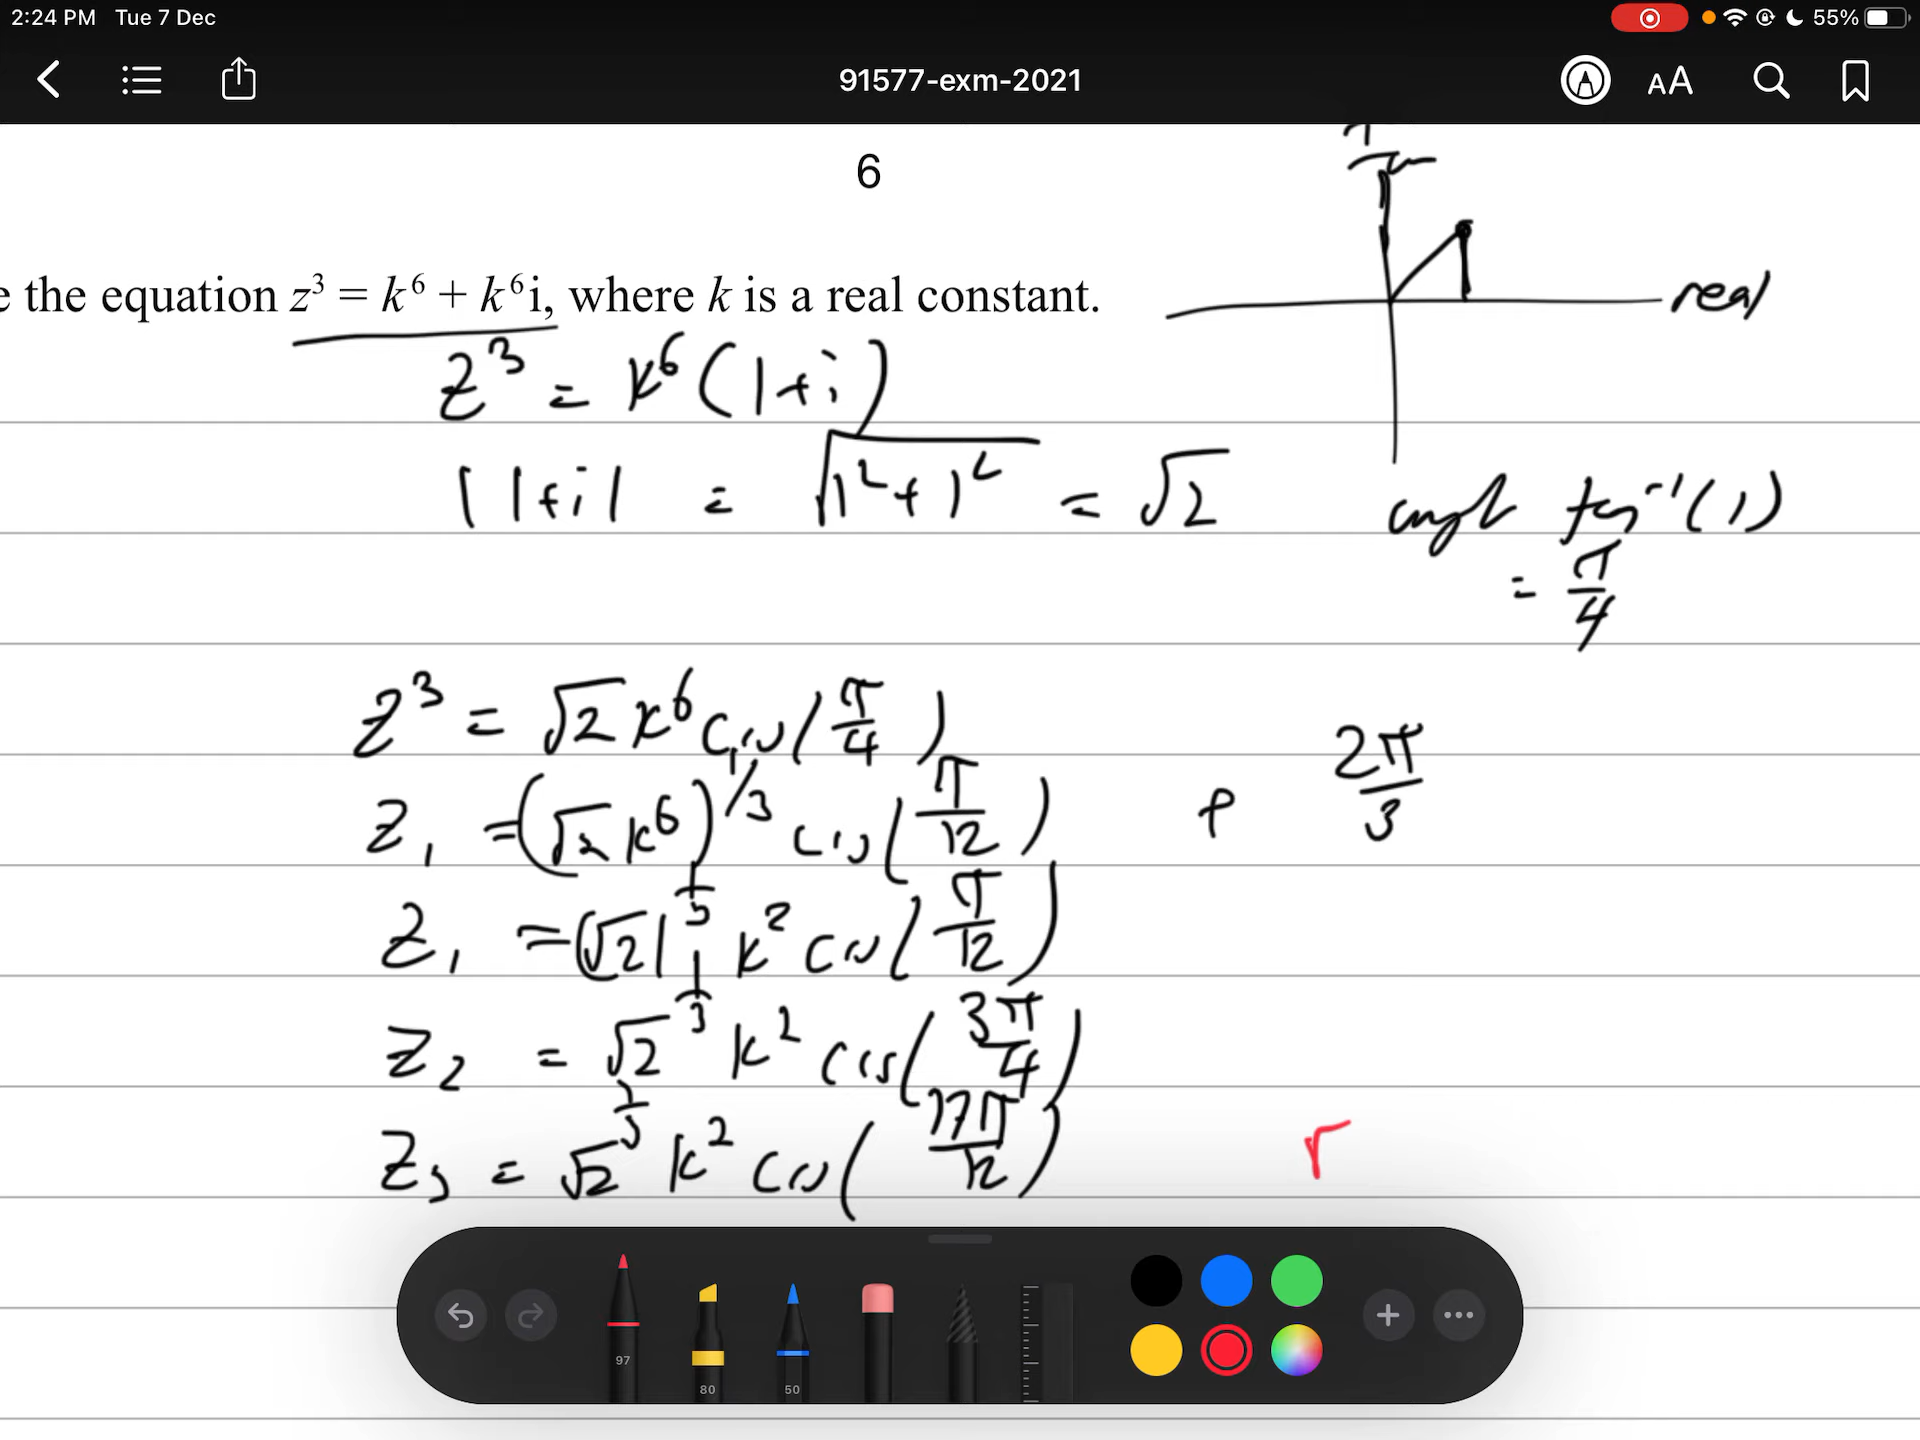 2:24 PM Tue 7 Dec 55%
91577-exm-2021
6
Im
e the equation z³ = k⁶ + k⁶i, where k is a real constant.
real
z³ = k⁶(1+i)
|1+i| = √(1²+1²) = √2
angle tan⁻¹(1)
= π/4
z³ = √2 k⁶ cis(π/4)
+ 2π/3
z₁ = (√2 k⁶)^1/3 cis(π/12)
z₁ = (√2)^1/3 k² cis(π/12)
z₂ = √2^1/3 k² cis(3π/4)
z₃ = √2^1/3 k² cis(17π/12)
r
97
80
50